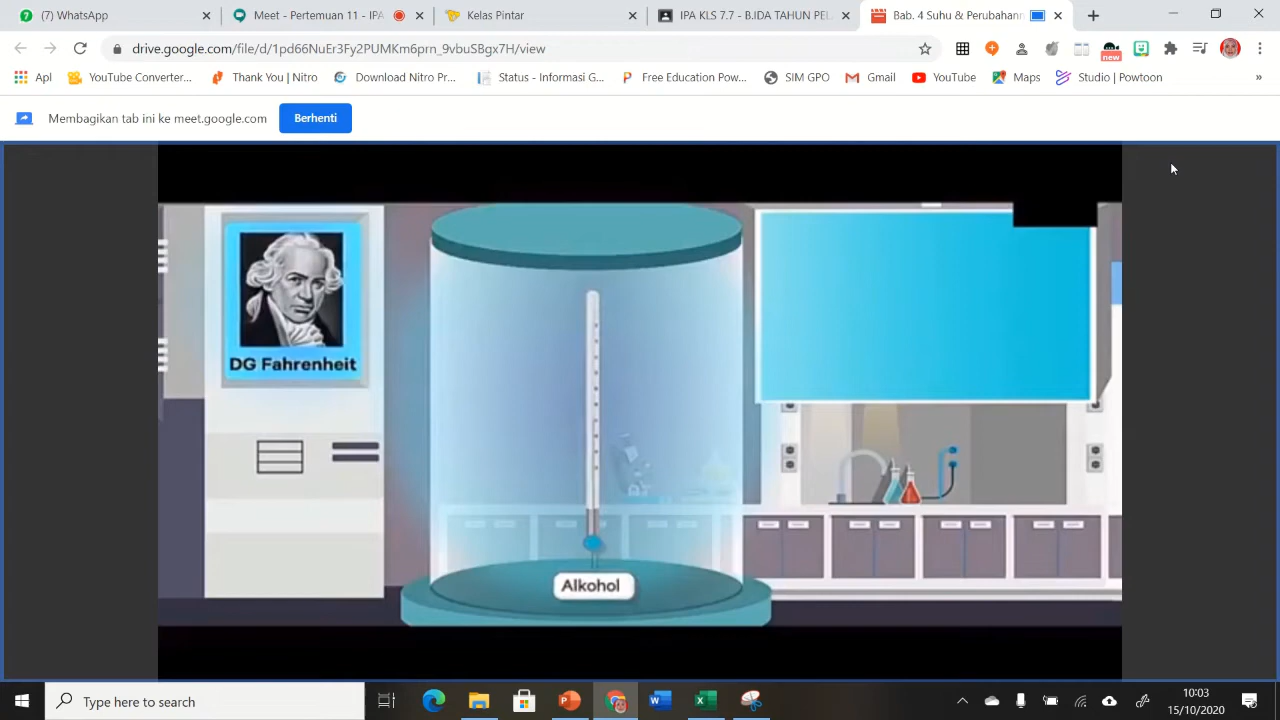 (7) WhatsApp
Meet - Pertemuan 11 - IPA
Kelas Pintar
IPA KLS 7.7 - B.IDA TAHUN PEL
Bab. 4 Suhu & Perubahann
drive.google.com/file/d/1pd66NuEr3Fy2PUMKm6prn_9vbuSBgx7H/view
new
Apl
YouTube Converter...
Thank You | Nitro
Download Nitro Pr...
Status - Informasi G...
Free Education Pow...
SIM GPO
Gmail
YouTube
Maps
Studio | Powtoon
»
Membagikan tab ini ke meet.google.com
Berhenti
DG Fahrenheit
Alkohol
Type here to search
10:03
15/10/2020